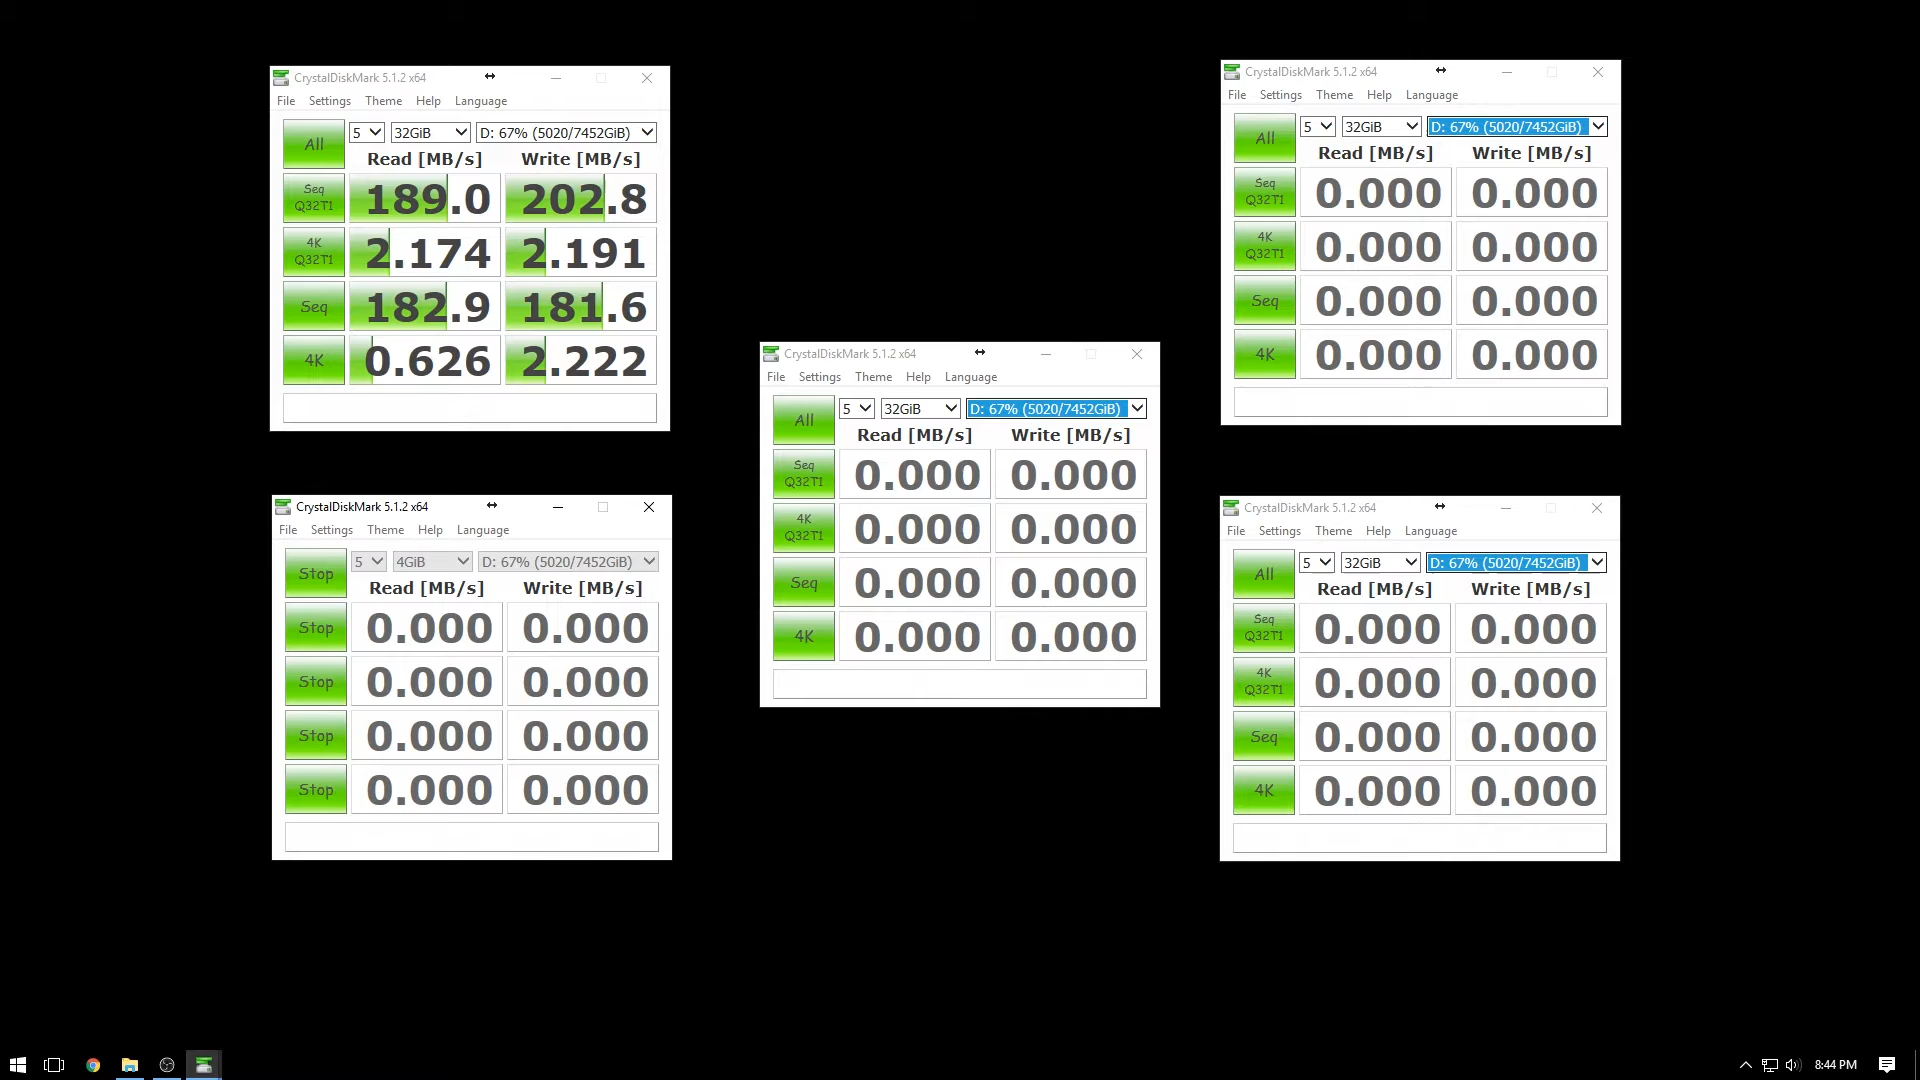 CrystalDiskMark 5.1.2 x64
File Settings Theme Help Language
All 5 32GiB D: 67% (5020/7452GiB)
Read [MB/s] Write [MB/s]
Seq Q32T1 189.0 202.8
4K Q32T1 2.174 2.191
Seq 182.9 181.6
4K 0.626 2.222
CrystalDiskMark 5.1.2 x64
File Settings Theme Help Language
Stop 5 4GiB D: 67% (5020/7452GiB)
Read [MB/s] Write [MB/s]
Stop 0.000 0.000
Stop 0.000 0.000
Stop 0.000 0.000
Stop 0.000 0.000
CrystalDiskMark 5.1.2 x64
File Settings Theme Help Language
All 5 32GiB D: 67% (5020/7452GiB)
Read [MB/s] Write [MB/s]
Seq Q32T1 0.000 0.000
4K Q32T1 0.000 0.000
Seq 0.000 0.000
4K 0.000 0.000
CrystalDiskMark 5.1.2 x64
File Settings Theme Help Language
All 5 32GiB D: 67% (5020/7452GiB)
Read [MB/s] Write [MB/s]
Seq Q32T1 0.000 0.000
4K Q32T1 0.000 0.000
Seq 0.000 0.000
4K 0.000 0.000
CrystalDiskMark 5.1.2 x64
File Settings Theme Help Language
All 5 32GiB D: 67% (5020/7452GiB)
Read [MB/s] Write [MB/s]
Seq Q32T1 0.000 0.000
4K Q32T1 0.000 0.000
Seq 0.000 0.000
4K 0.000 0.000
8:44 PM